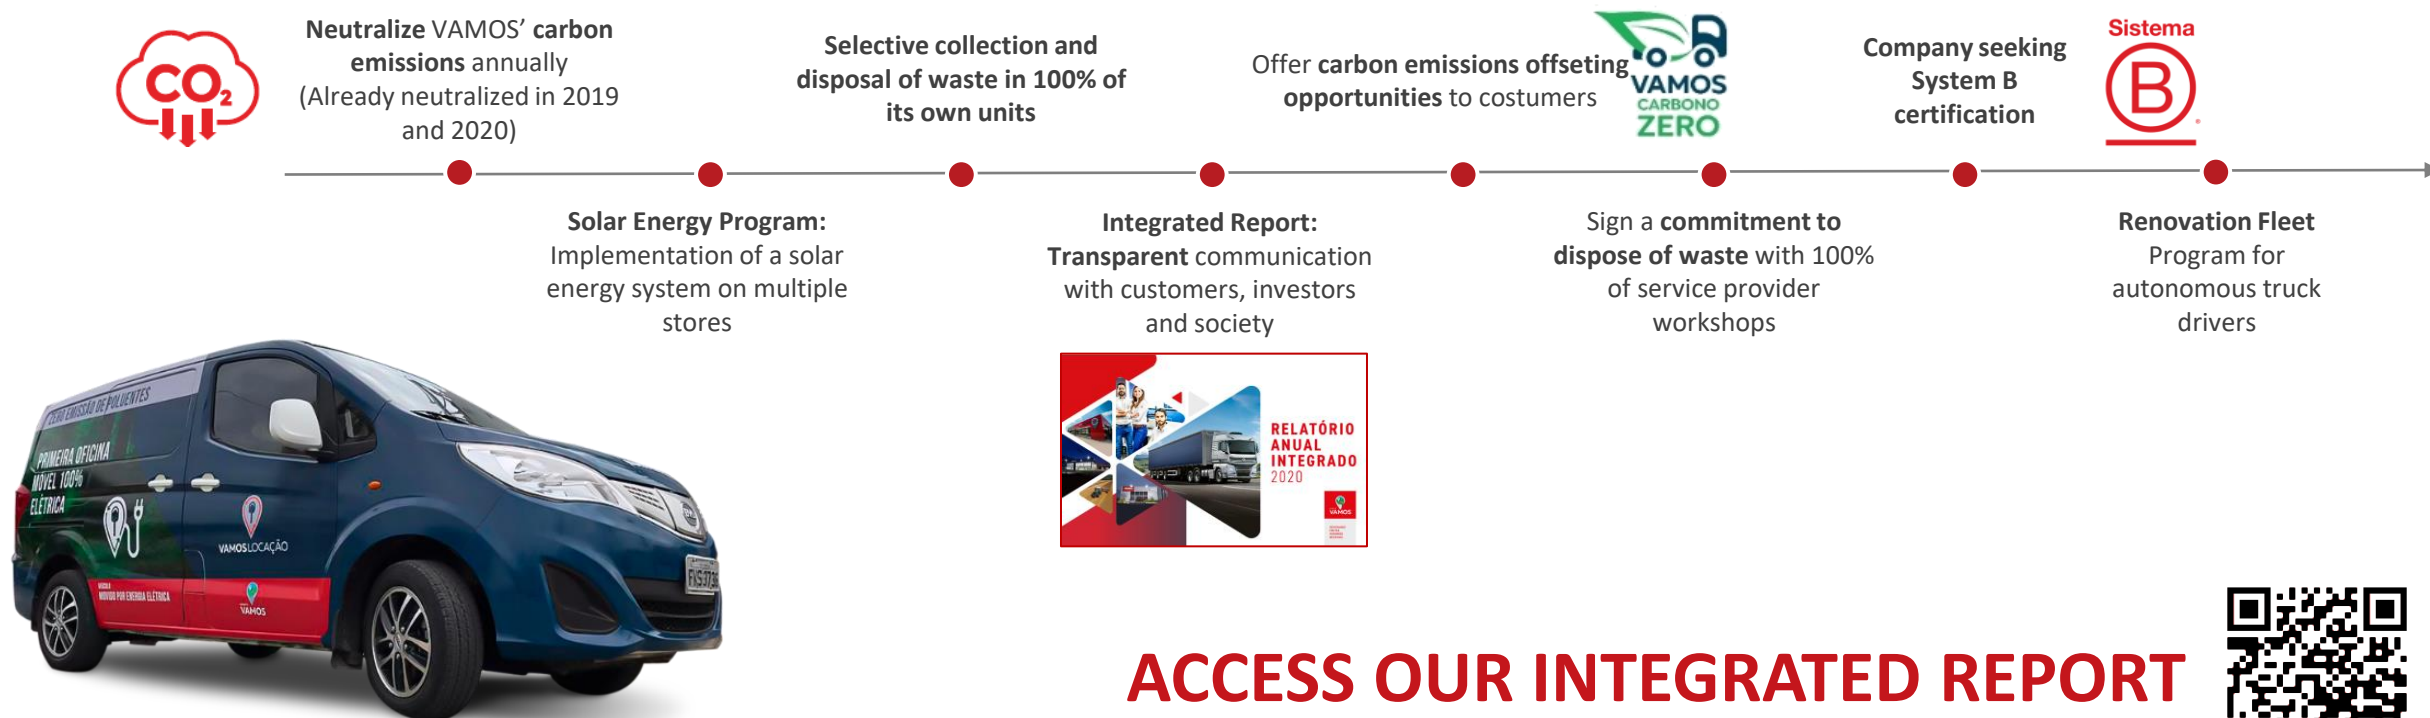 CO2
Neutralize VAMOS’ carbon
emissions annually
(Already neutralized in 2019
and 2020)
Selective collection and
disposal of waste in 100% of
its own units
Offer carbon emissions offseting
opportunities to costumers
VAMOS
CARBONO
ZERO
Company seeking
System B
certification
Sistema
B
Solar Energy Program:
Implementation of a solar
energy system on multiple
stores
Integrated Report:
Transparent communication
with customers, investors
and society
Sign a commitment to
dispose of waste with 100%
of service provider
workshops
Renovation Fleet
Program for
autonomous truck
drivers
RELATÓRIO
ANUAL
INTEGRADO
2020
VAMOS
ZERO EMISSÃO DE POLUENTES
PRIMEIRA OFICINA
MÓVEL 100%
ELÉTRICA
VAMOS LOCAÇÃO
MOVIDO POR ENERGIA ELÉTRICA
VAMOS
ACCESS OUR INTEGRATED REPORT